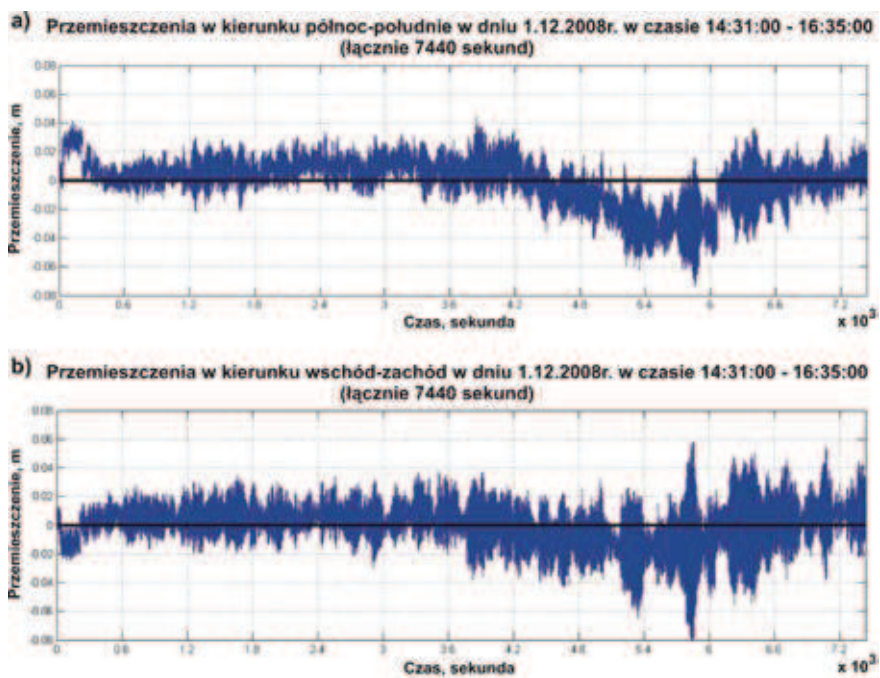 a) Przemieszczenia w kierunku północ-południe w dniu 1.12.2008r. w czasie 14:31:00 - 16:35:00
(łącznie 7440 sekund)
Przemieszczenie, m
0.08
0.06
0.04
0.02
0
-0.02
-0.04
-0.06
-0.08
0 0.6 1.2 1.8 2.4 3 3.6 4.2 4.8 5.4 6 6.6 7.2
Czas, sekunda x 10³
b) Przemieszczenia w kierunku wschód-zachód w dniu 1.12.2008r. w czasie 14:31:00 - 16:35:00
(łącznie 7440 sekund)
Przemieszczenie, m
0.08
0.06
0.04
0.02
0
-0.02
-0.04
-0.06
-0.08
0 0.6 1.2 1.8 2.4 3 3.6 4.2 4.8 5.4 6 6.6 7.2
Czas, sekunda x 10³